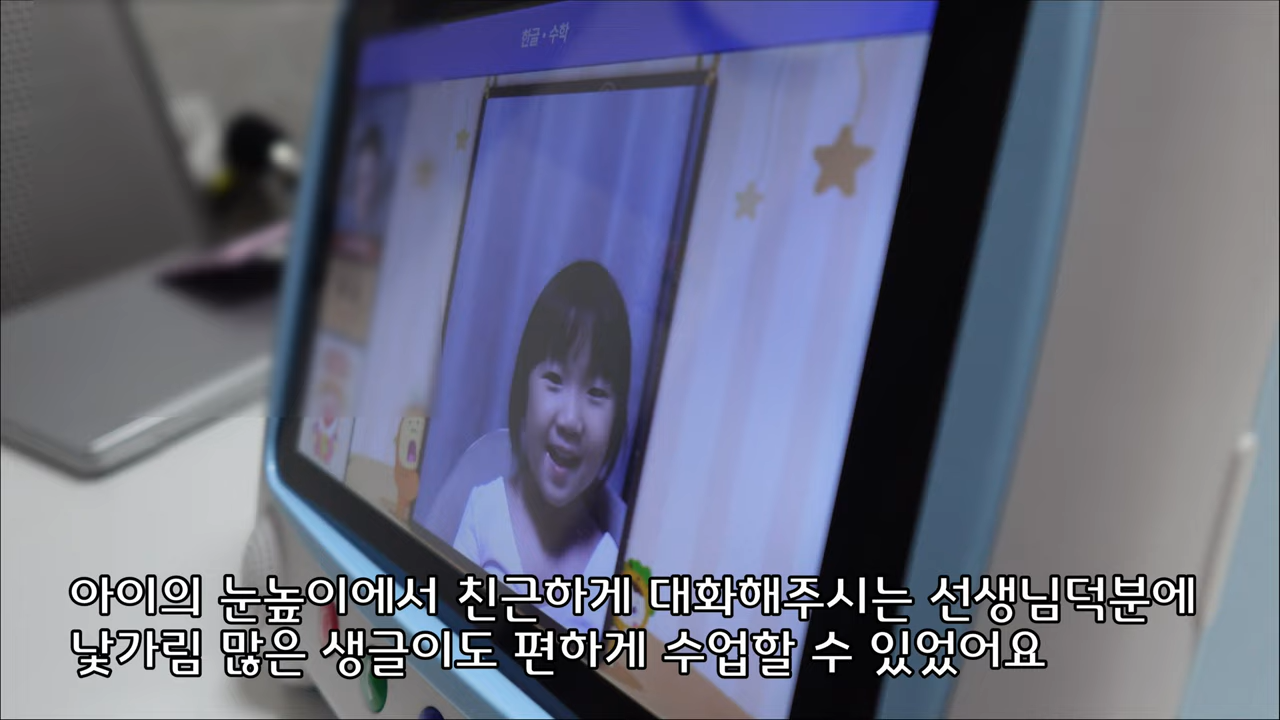 한글 • 수학
아이의 눈높이에서 친근하게 대화해주시는 선생님덕분에
낯가림 많은 생글이도 편하게 수업할 수 있었어요